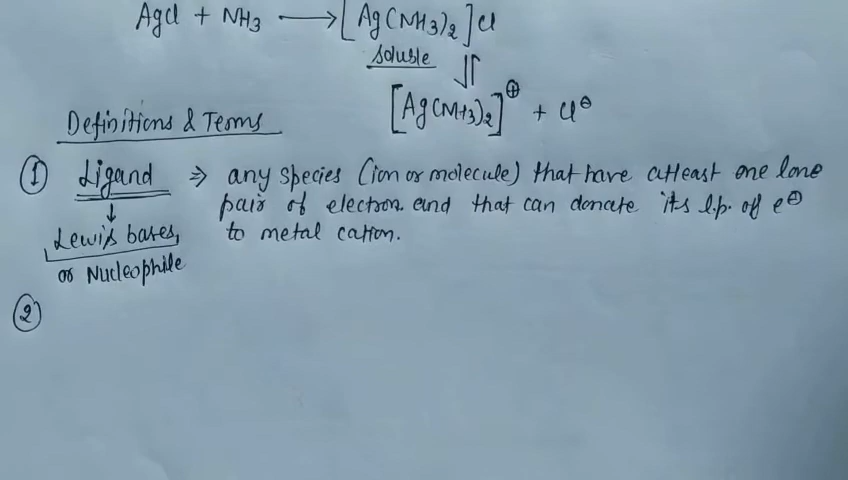 AgCl + NH3 ⟶ [Ag(NH3)2]Cl
soluble ⇌
[Ag(NH3)2]⊕ + Cl⊖
Definitions & Terms
① Ligand ⇒ any species (ion or molecule) that have atleast one lone
↓ pair of electron and that can donate its l.p. of e⊖
Lewis bases, to metal cation.
or Nucleophile
②